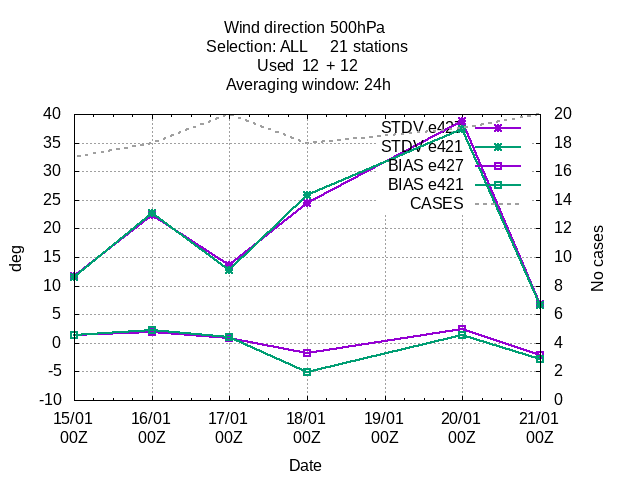 Wind direction 500hPa
Selection: ALL     21 stations
Used  12  + 12
Averaging window: 24h
40
35
30
25
20
15
10
5
0
-5
-10
deg
20
18
16
14
12
10
8
6
4
2
0
No cases
STDV e427
STDV e421
BIAS e427
BIAS e421
CASES
15/01 16/01 17/01 18/01 19/01 20/01 21/01
00Z 00Z 00Z 00Z 00Z 00Z 00Z
Date